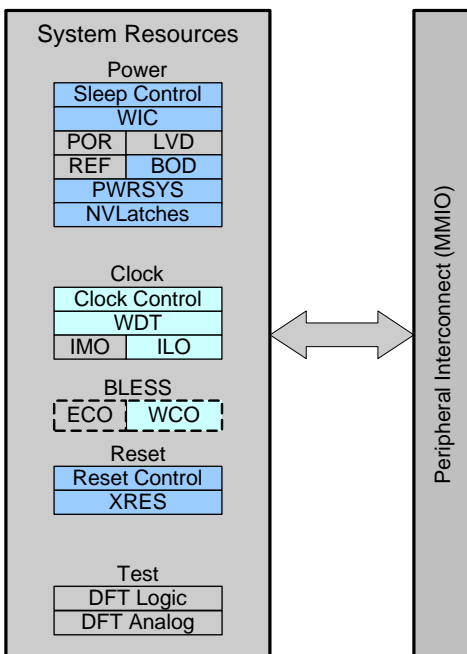 System Resources
Power
Sleep Control
WIC
POR LVD
REF BOD
PWRSYS
NVLatches
Clock
Clock Control
WDT
IMO ILO
BLESS
ECO WCO
Reset
Reset Control
XRES
Test
DFT Logic
DFT Analog
Peripheral Interconnect (MMIO)